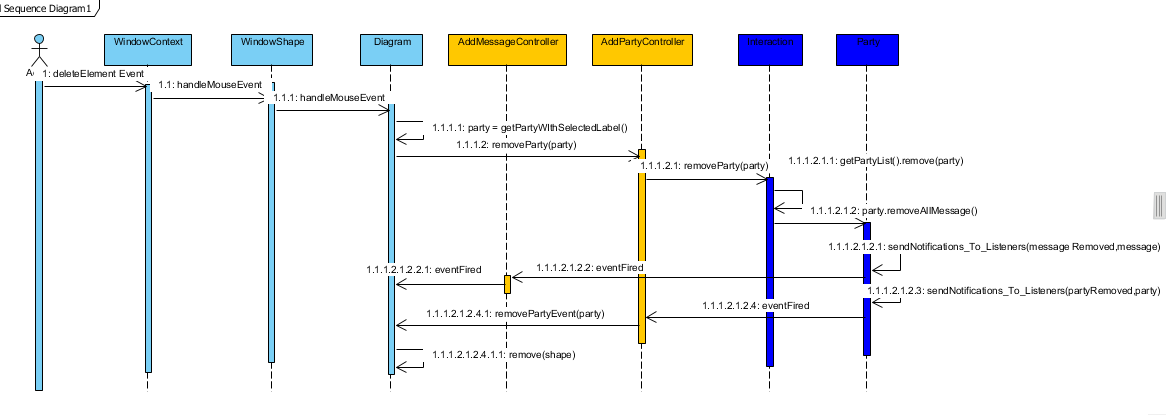 Sequence Diagram1
WindowContext
WindowShape
Diagram
AddMessageController
AddPartyController
Interaction
Party
1: deleteElement Event
1.1: handleMouseEvent
1.1.1: handleMouseEvent
1.1.1.1: party = getPartyWIthSelectedLabel()
1.1.1.2: removeParty(party)
1.1.1.2.1: removeParty(party)
1.1.1.2.1.1: getPartyList().remove(party)
1.1.1.2.1.2: party.removeAllMessage()
1.1.1.2.1.2.1: sendNotifications_To_Listeners(message Removed,message)
1.1.1.2.1.2.2: eventFired
1.1.1.2.1.2.2.1: eventFired
1.1.1.2.1.2.3: sendNotifications_To_Listeners(partyRemoved,party)
1.1.1.2.1.2.4: eventFired
1.1.1.2.1.2.4.1: removePartyEvent(party)
1.1.1.2.1.2.4.1.1: remove(shape)